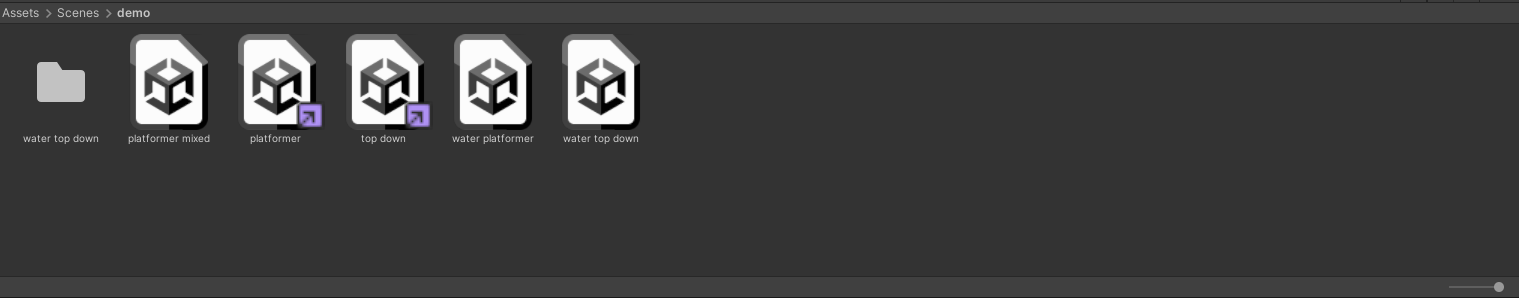 Assets > Scenes > demo
water top down
platformer mixed
platformer
top down
water platformer
water top down